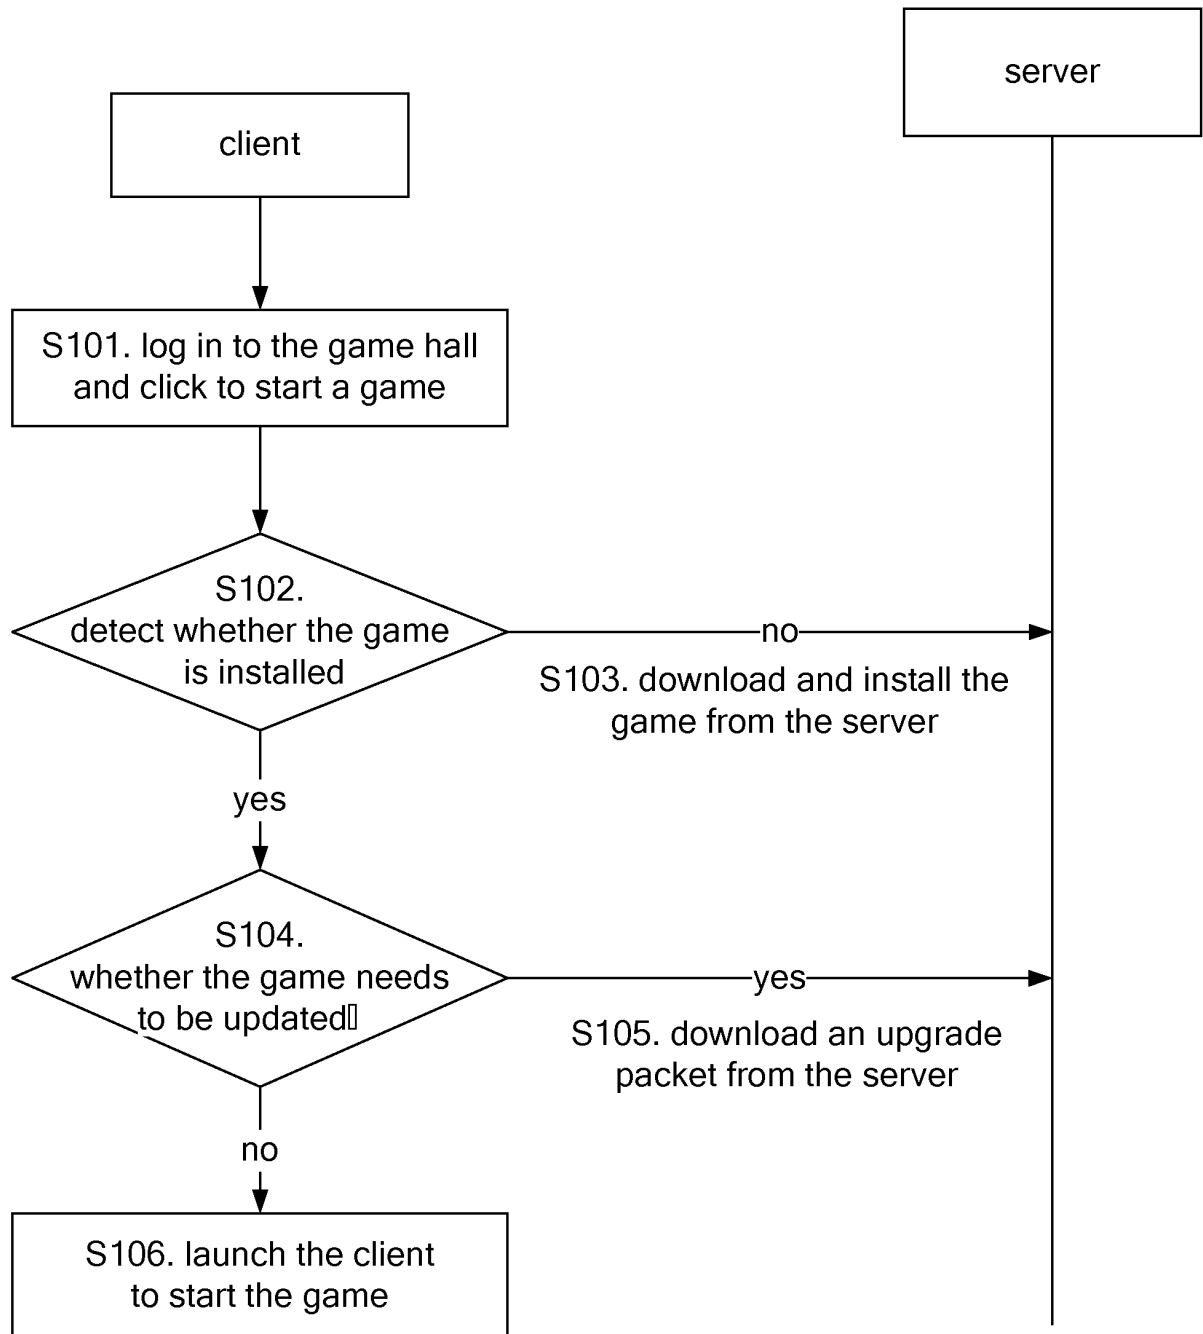 server
client
S101. log in to the game hall
and click to start a game
S102.
detect whether the game
is installed
no
S103. download and install the
game from the server
yes
S104.
whether the game needs
to be updated
yes
S105. download an upgrade
packet from the server
no
S106. launch the client
to start the game